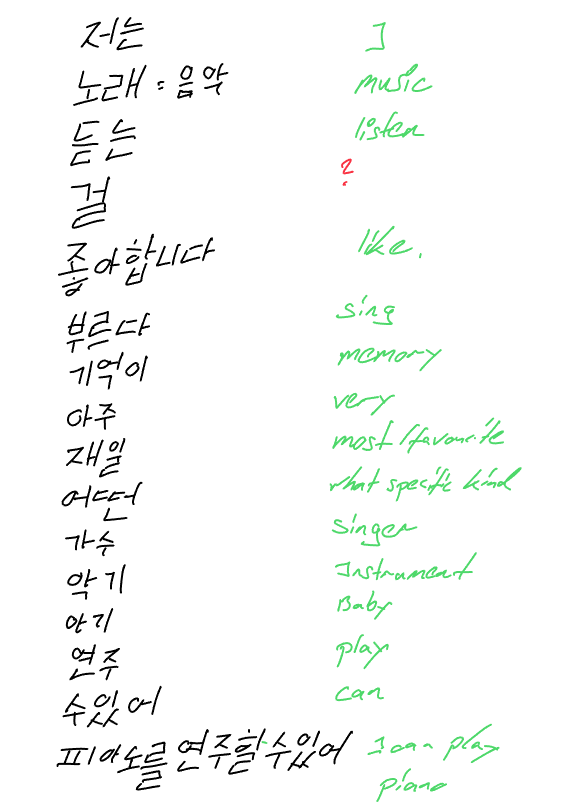 저는 I
노래 = 음악 music
듣는 listen
걸 ?
좋아합니다 like.
부르다 sing
기억이 memory
아주 very
재일 most/favourite
어떤 what specific kind
가수 singer
악기 Instrument
안기 Baby
연주 play
수있어 can
피아노를 연주할수있어 I can play
piano